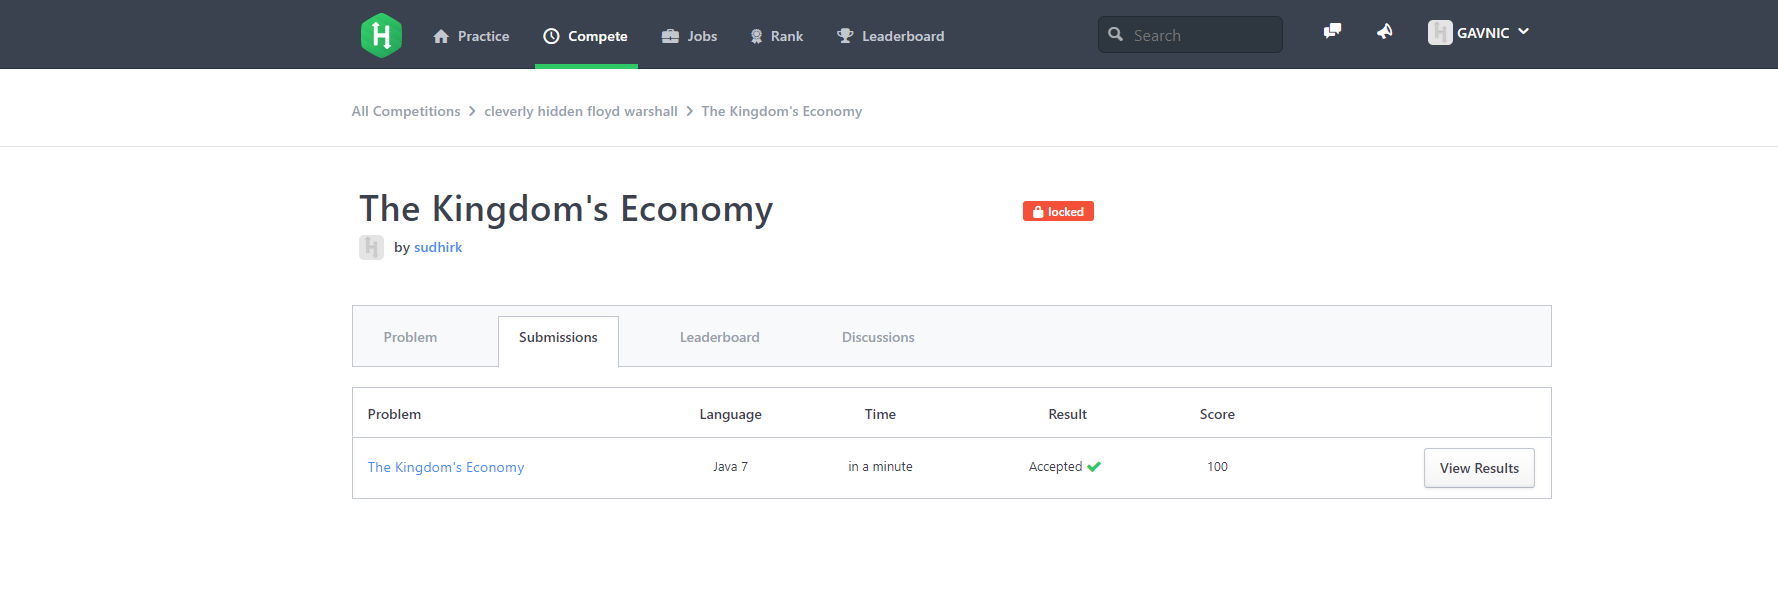 H Practice Compete Jobs Rank Leaderboard Search GAVNIC
All Competitions cleverly hidden floyd warshall The Kingdom's Economy
The Kingdom's Economy locked
by sudhirk
Problem Submissions Leaderboard Discussions
Problem Language Time Result Score
The Kingdom's Economy Java 7 in a minute Accepted 100 View Results